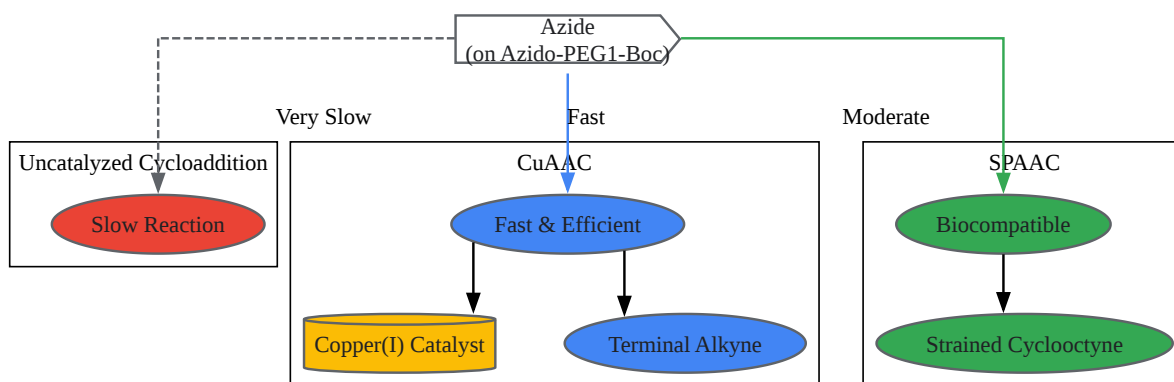 Azide
(on Azido-PEG1-Boc)
Very Slow
Fast
Moderate
Uncatalyzed Cycloaddition
CuAAC
SPAAC
Slow Reaction
Fast & Efficient
Biocompatible
Copper(I) Catalyst
Terminal Alkyne
Strained Cyclooctyne